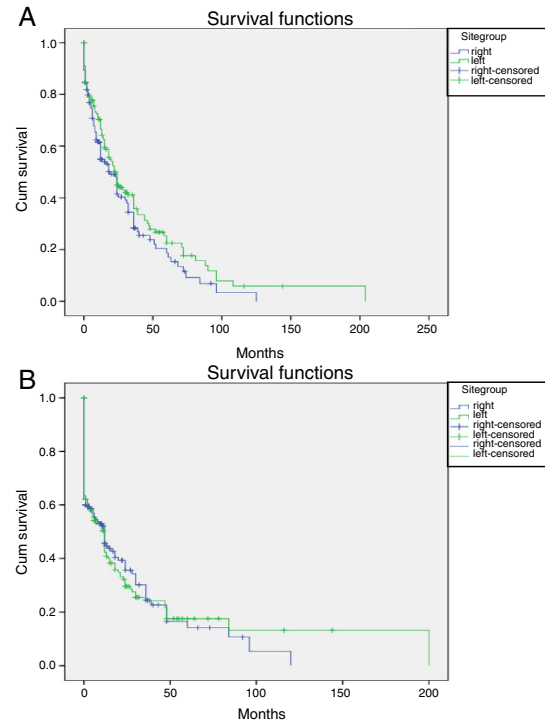 A
Survival functions
Sitegroup
right
left
right-censored
left-censored
Cum survival
1.0
0.8
0.6
0.4
0.2
0.0
0 50 100 150 200 250
Months
B
Survival functions
Sitegroup
right
left
right-censored
left-censored
right-censored
left-censored
Cum survival
1.0
0.8
0.6
0.4
0.2
0.0
0 50 100 150 200
Months